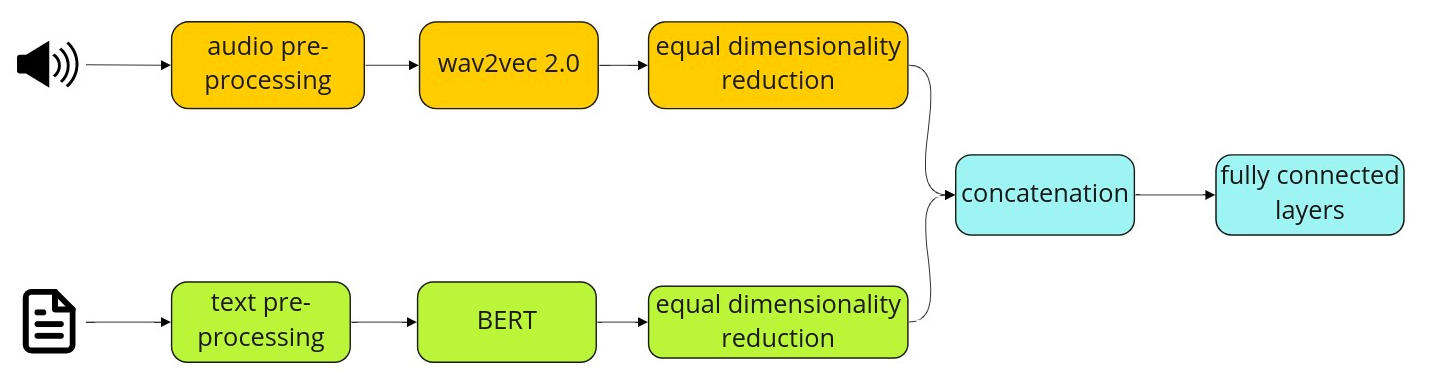 audio pre-
processing
wav2vec 2.0
equal dimensionality
reduction
concatenation
fully connected
layers
text pre-
processing
BERT
equal dimensionality
reduction